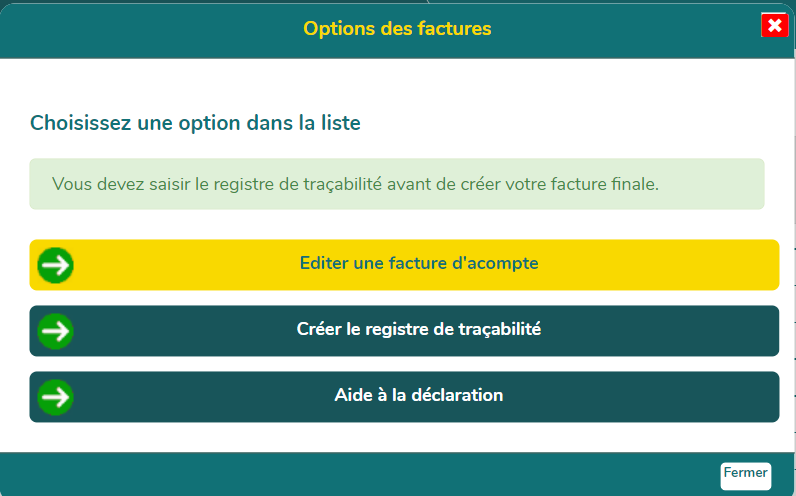 Options des factures
Choisissez une option dans la liste
Vous devez saisir le registre de traçabilité avant de créer votre facture finale.
Editer une facture d'acompte
Créer le registre de traçabilité
Aide à la déclaration
Fermer